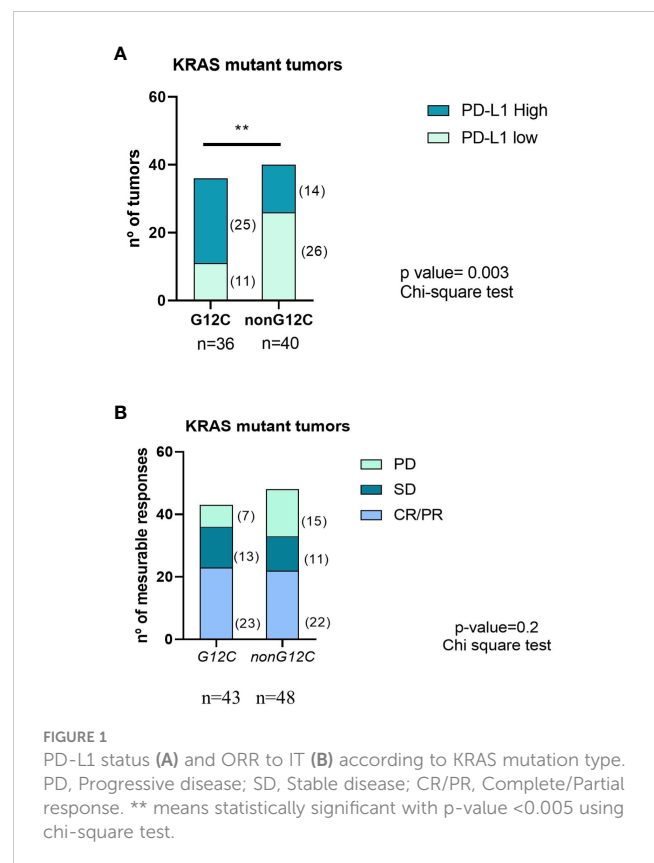 A
KRAS mutant tumors
60
40
20
0
nº of tumors
**
(25)
(11)
(14)
(26)
G12C nonG12C
n=36 n=40
PD-L1 High
PD-L1 low
p value= 0.003
Chi-square test
B
KRAS mutant tumors
60
40
20
0
nº of mesurable responses
(7)
(13)
(23)
(15)
(11)
(22)
G12C nonG12C
n=43 n=48
PD
SD
CR/PR
p-value=0.2
Chi square test
FIGURE 1
PD-L1 status (A) and ORR to IT (B) according to KRAS mutation type.
PD, Progressive disease; SD, Stable disease; CR/PR, Complete/Partial
response. ** means statistically significant with p-value <0.005 using
chi-square test.